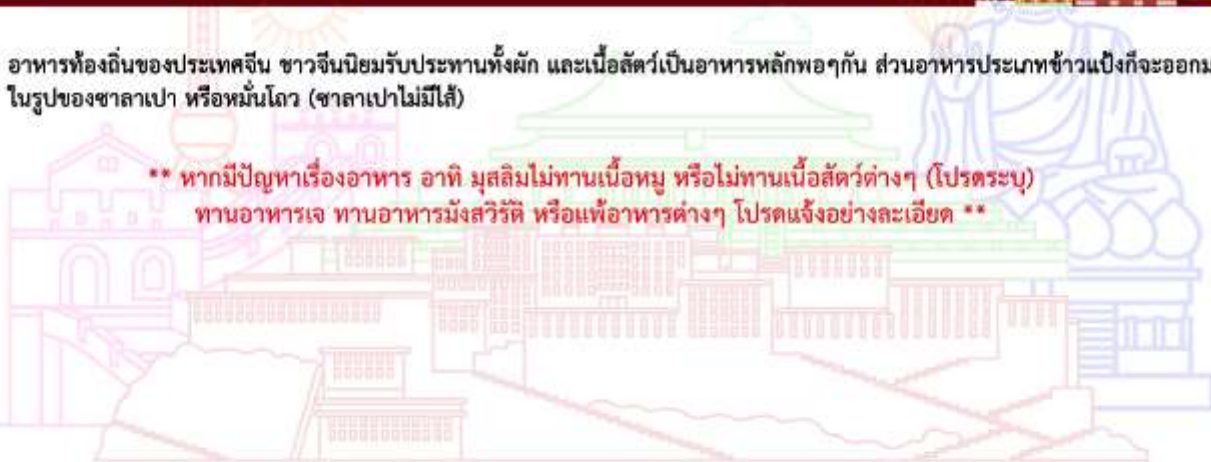 อาหารท้องถิ่นของประเทศจีน ชาวจีนนิยมรับประทานทั้งผัก และเนื้อสัตว์เป็นอาหารหลักพอๆกัน ส่วนอาหารประเภทข้าวแป้งก็จะออกม
ในรูปของซาลาเปา หรือหมั่นโถว (ซาลาเปาไม่มีไส้)
** หากมีปัญหาเรื่องอาหาร อาทิ มุสลิมไม่ทานเนื้อหมู หรือไม่ทานเนื้อสัตว์ต่างๆ (โปรดระบุ)
ทานอาหารเจ ทานอาหารมังสวิรัติ หรือแพ้อาหารต่างๆ โปรดแจ้งอย่างละเอียด **